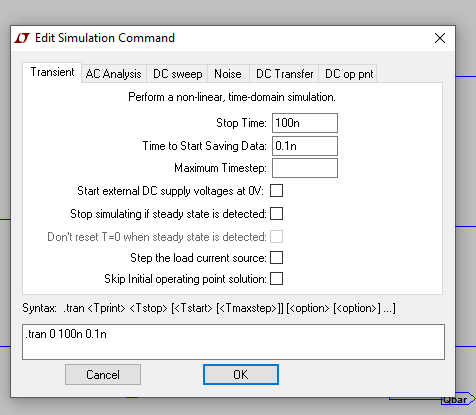 Edit Simulation Command
Transient AC Analysis DC sweep Noise DC Transfer DC op pnt
Perform a non-linear, time-domain simulation.
Stop Time: 100n
Time to Start Saving Data: 0.1n
Maximum Timestep:
Start external DC supply voltages at 0V:
Stop simulating if steady state is detected:
Don't reset T=0 when steady state is detected:
Step the load current source:
Skip Initial operating point solution:
Syntax: .tran <Tprint> <Tstop> [<Tstart> [<Tmaxstep>]] [<option> [<option>] ...]
.tran 0 100n 0.1n
Cancel OK
Qbar